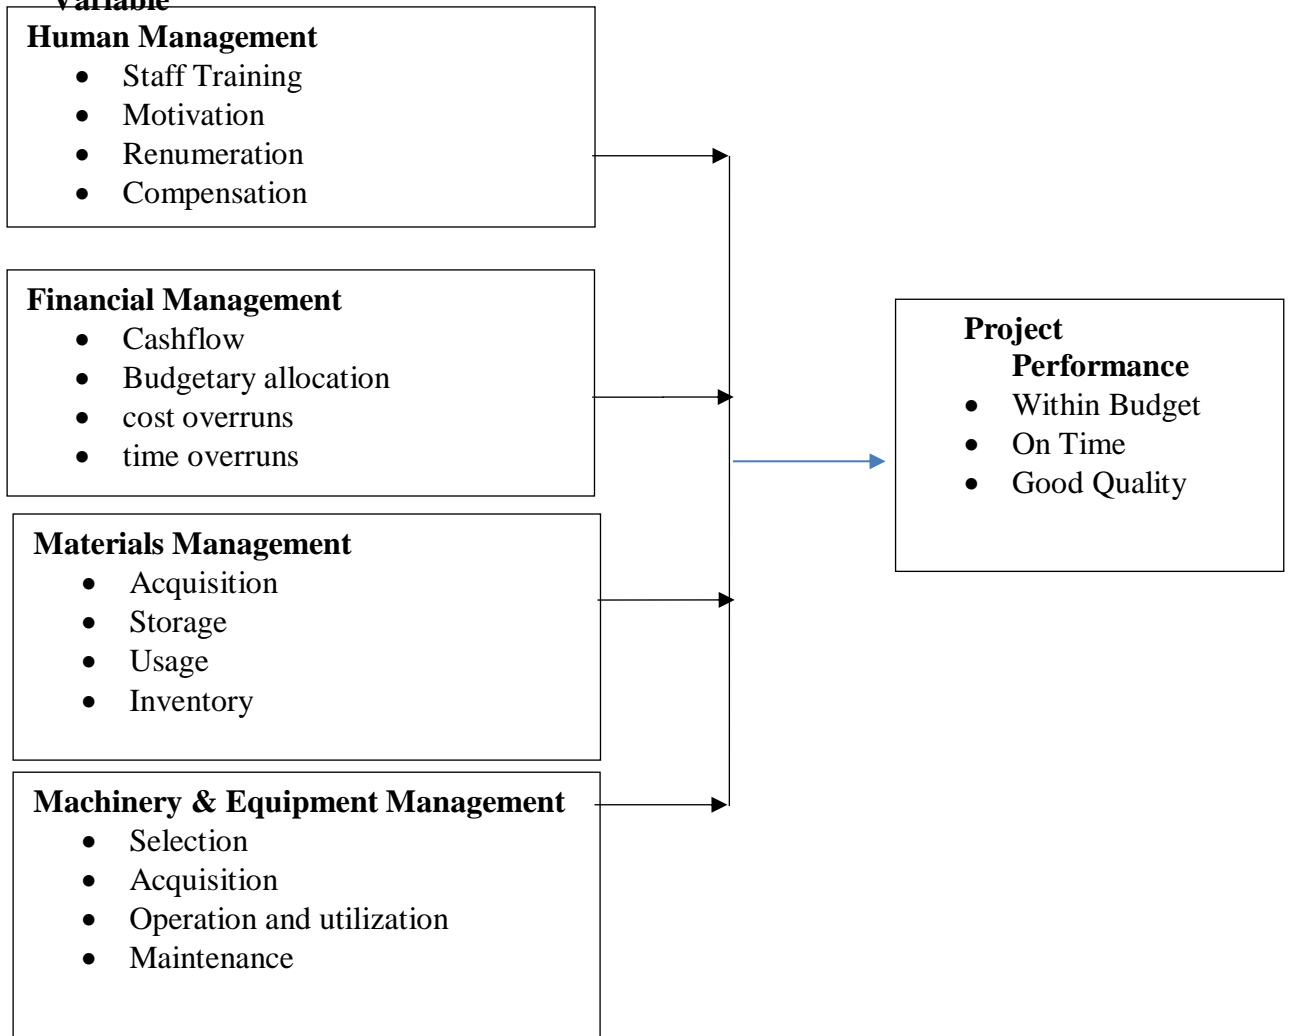 Variable
Human Management
• Staff Training
• Motivation
• Renumeration
• Compensation
Financial Management
• Cashflow
• Budgetary allocation
• cost overruns
• time overruns
Materials Management
• Acquisition
• Storage
• Usage
• Inventory
Machinery & Equipment Management
• Selection
• Acquisition
• Operation and utilization
• Maintenance
Project
Performance
• Within Budget
• On Time
• Good Quality